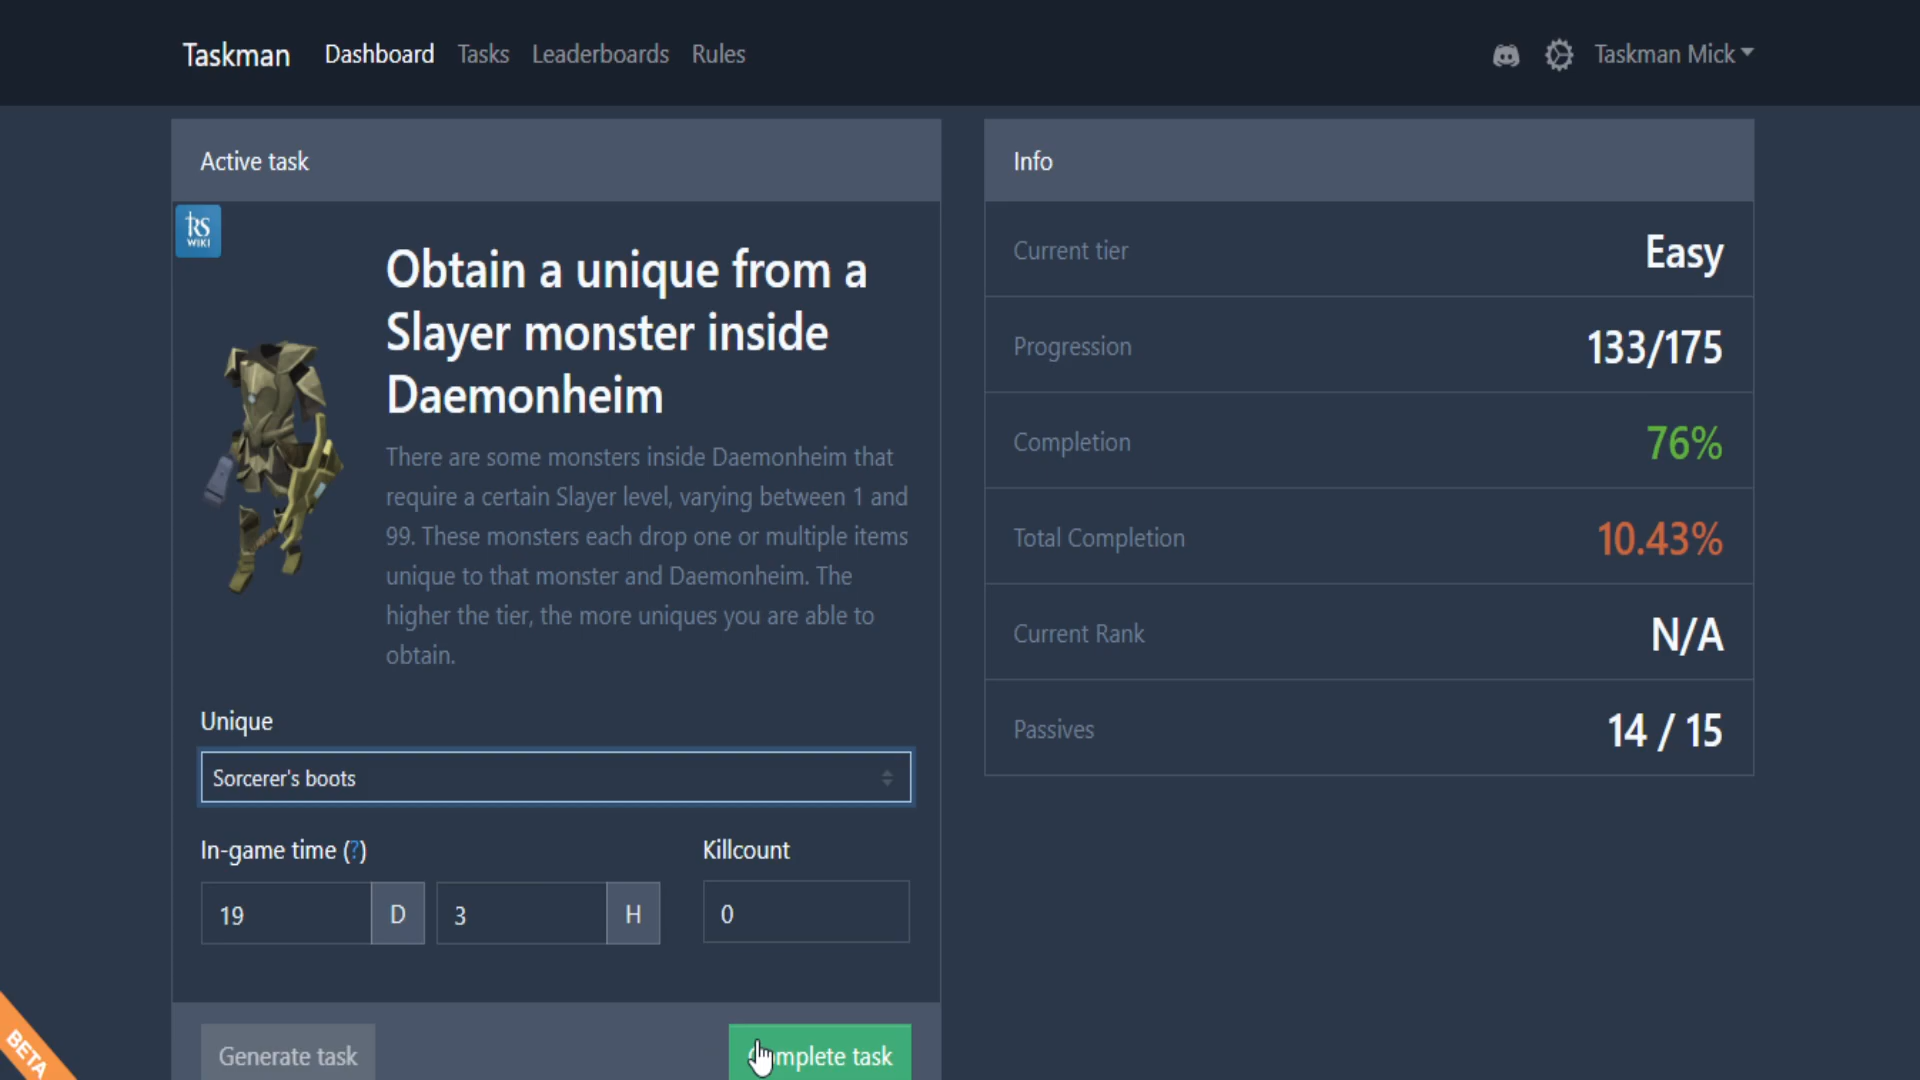 Taskman Dashboard Tasks Leaderboards Rules Taskman Mick
Active task
RS
WIKI
Obtain a unique from a
Slayer monster inside
Daemonheim
There are some monsters inside Daemonheim that
require a certain Slayer level, varying between 1 and
99. These monsters each drop one or multiple items
unique to that monster and Daemonheim. The
higher the tier, the more uniques you are able to
obtain.
Unique
Sorcerer's boots
In-game time (?) Killcount
19 D 3 H 0
Generate task mplete task
BETA
Info
Current tier Easy
Progression 133/175
Completion 76%
Total Completion 10.43%
Current Rank N/A
Passives 14 / 15